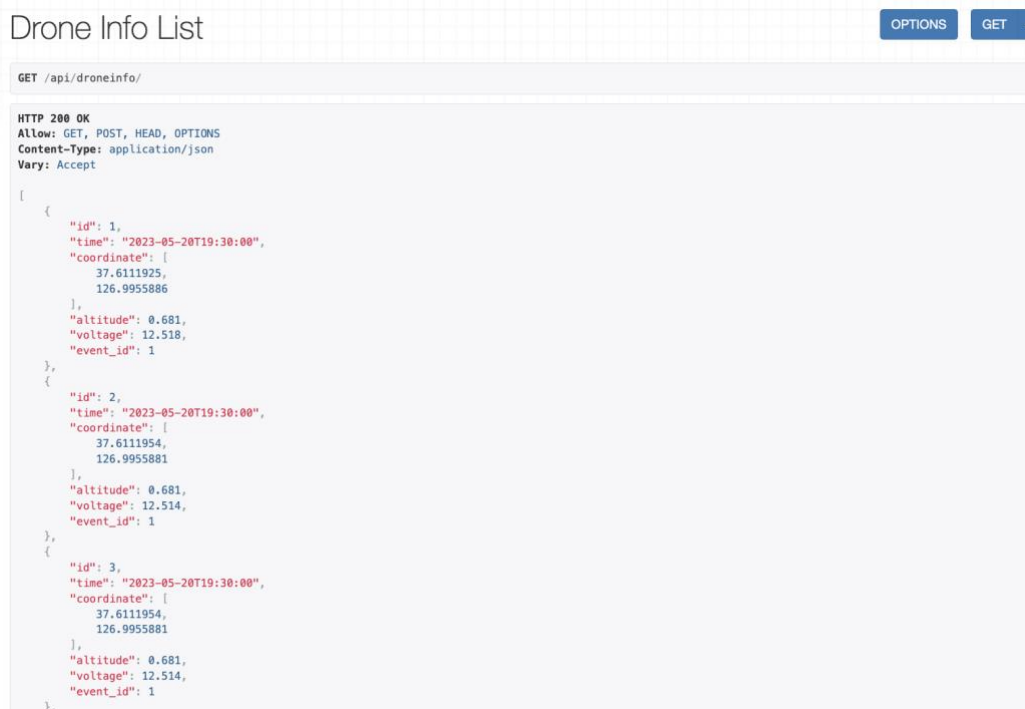 Drone Info List
OPTIONS
GET
GET /api/droneinfo/
HTTP 200 OK
Allow: GET, POST, HEAD, OPTIONS
Content-Type: application/json
Vary: Accept
[
{
"id": 1,
"time": "2023-05-20T19:30:00",
"coordinate": [
37.6111925,
126.9955886
],
"altitude": 0.681,
"voltage": 12.518,
"event_id": 1
},
{
"id": 2,
"time": "2023-05-20T19:30:00",
"coordinate": [
37.6111954,
126.9955881
],
"altitude": 0.681,
"voltage": 12.514,
"event_id": 1
},
{
"id": 3,
"time": "2023-05-20T19:30:00",
"coordinate": [
37.6111954,
126.9955881
],
"altitude": 0.681,
"voltage": 12.514,
"event_id": 1
},